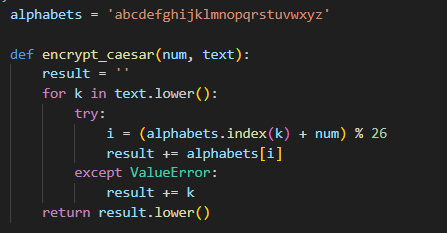 alphabets = 'abcdefghijklmnopqrstuvwxyz'

def encrypt_caesar(num, text):
    result = ''
    for k in text.lower():
        try:
            i = (alphabets.index(k) + num) % 26
            result += alphabets[i]
        except ValueError:
            result += k
    return result.lower()